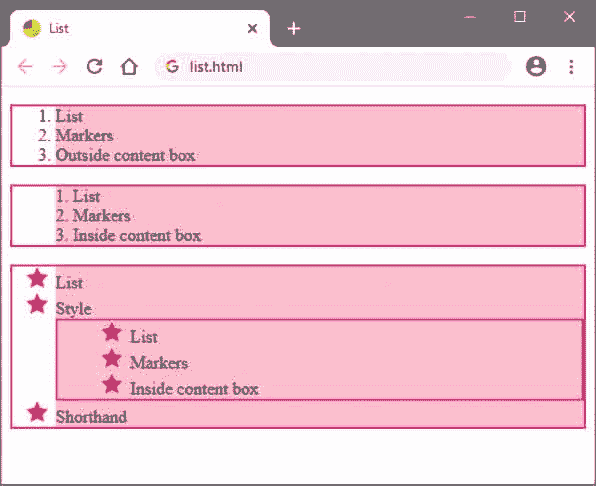 List
list.html
1. List
2. Markers
3. Outside content box
1. List
2. Markers
3. Inside content box
List
Style
List
Markers
Inside content box
Shorthand